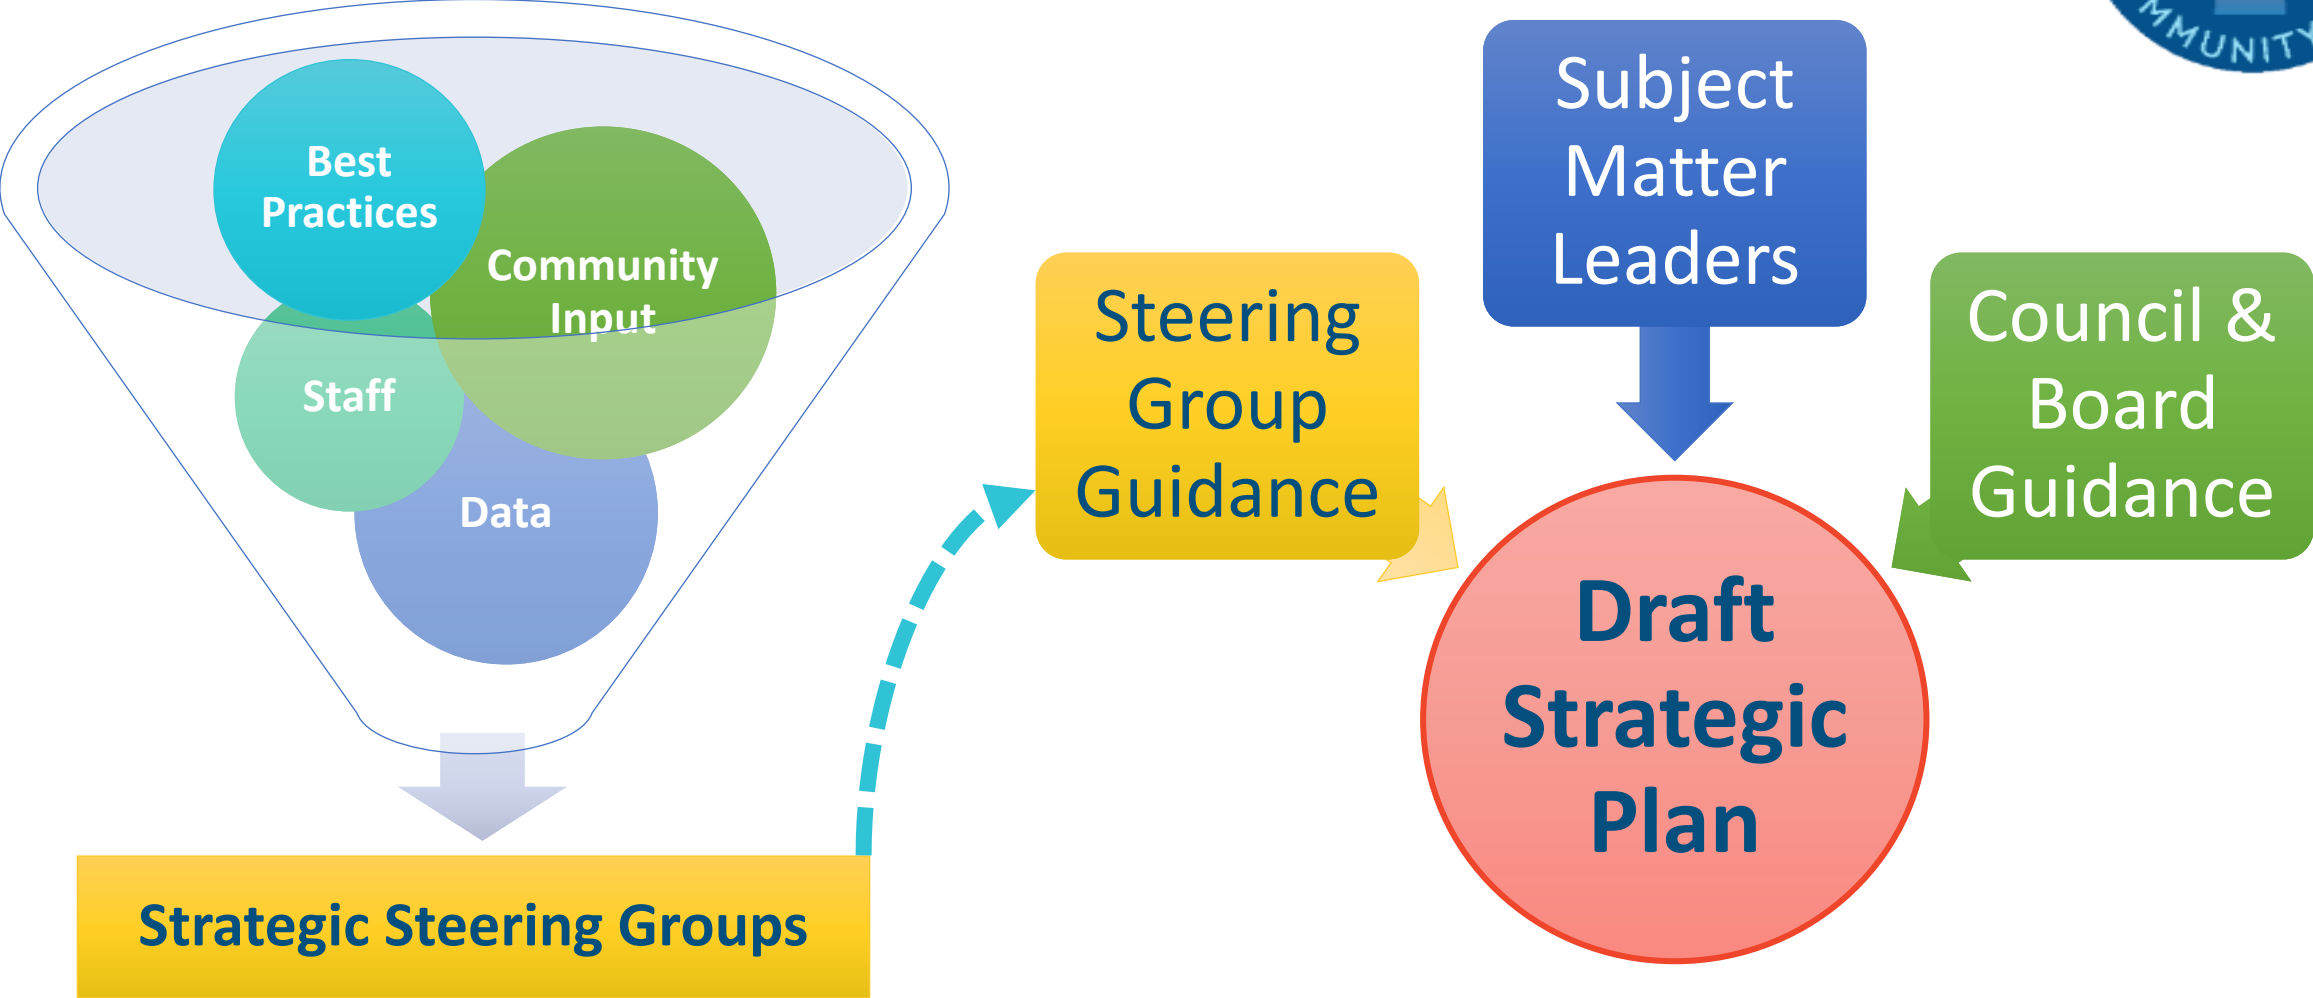 Best
Practices
Community
Input
Staff
Data
Strategic Steering Groups
Steering
Group
Guidance
Subject
Matter
Leaders
Council &
Board
Guidance
Draft
Strategic
Plan